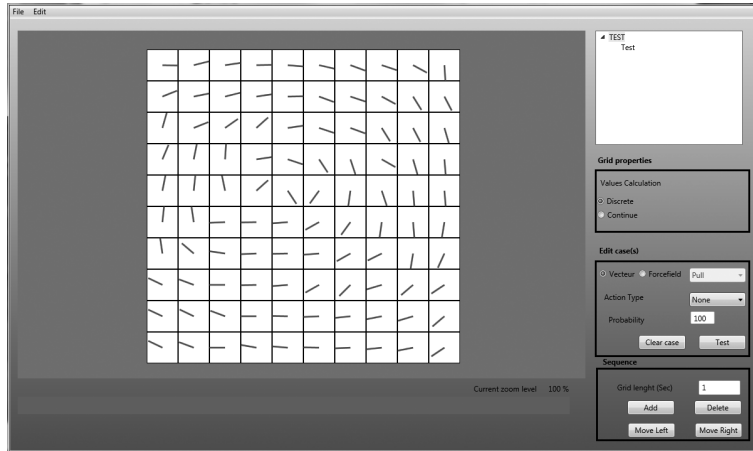 File Edit
TEST
Test
Grid properties
Values Calculation
Discrete
Continue
Edit case(s)
Vecteur Forcefield Pull
Action Type None
Probability 100
Clear case Test
Sequence
Current zoom level 100 %
Grid lenght (Sec) 1
Add Delete
Move Left Move Right